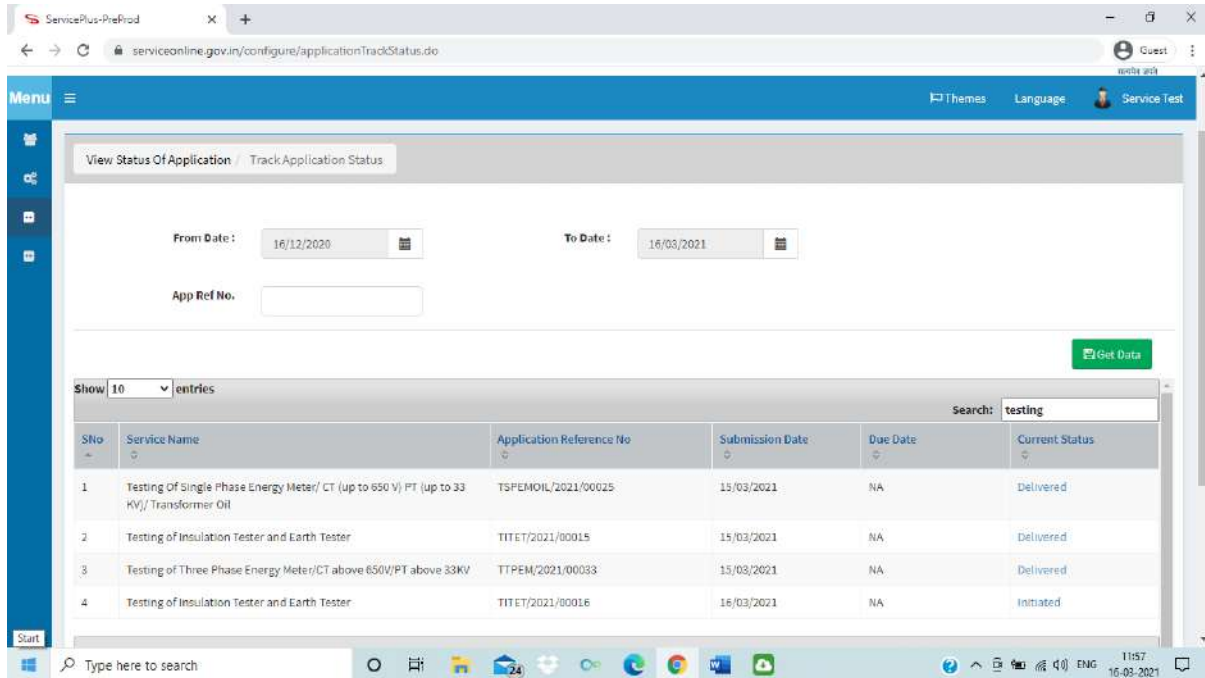 ServicePlus-PreProd
serviceonline.gov.in/configure/applicationTrackStatus.do
Guest
Menu
Themes Language Service Test
View Status Of Application / Track Application Status
From Date : 16/12/2020 To Date : 16/03/2021
App Ref No.
Get Data
Show 10 entries
Search: testing
SNo Service Name Application Reference No Submission Date Due Date Current Status
1 Testing Of Single Phase Energy Meter/ CT (up to 650 V) PT (up to 33 TSPEMOIL/2021/00025 15/03/2021 NA Delivered
KV)/ Transformer Oil
2 Testing of Insulation Tester and Earth Tester TITET/2021/00015 15/03/2021 NA Delivered
3 Testing of Three Phase Energy Meter/CT above 650V/PT above 33KV TTPEM/2021/00033 15/03/2021 NA Delivered
4 Testing of Insulation Tester and Earth Tester TITET/2021/00016 16/03/2021 NA Initiated
Start
Type here to search
24
ENG
11:57
16-03-2021